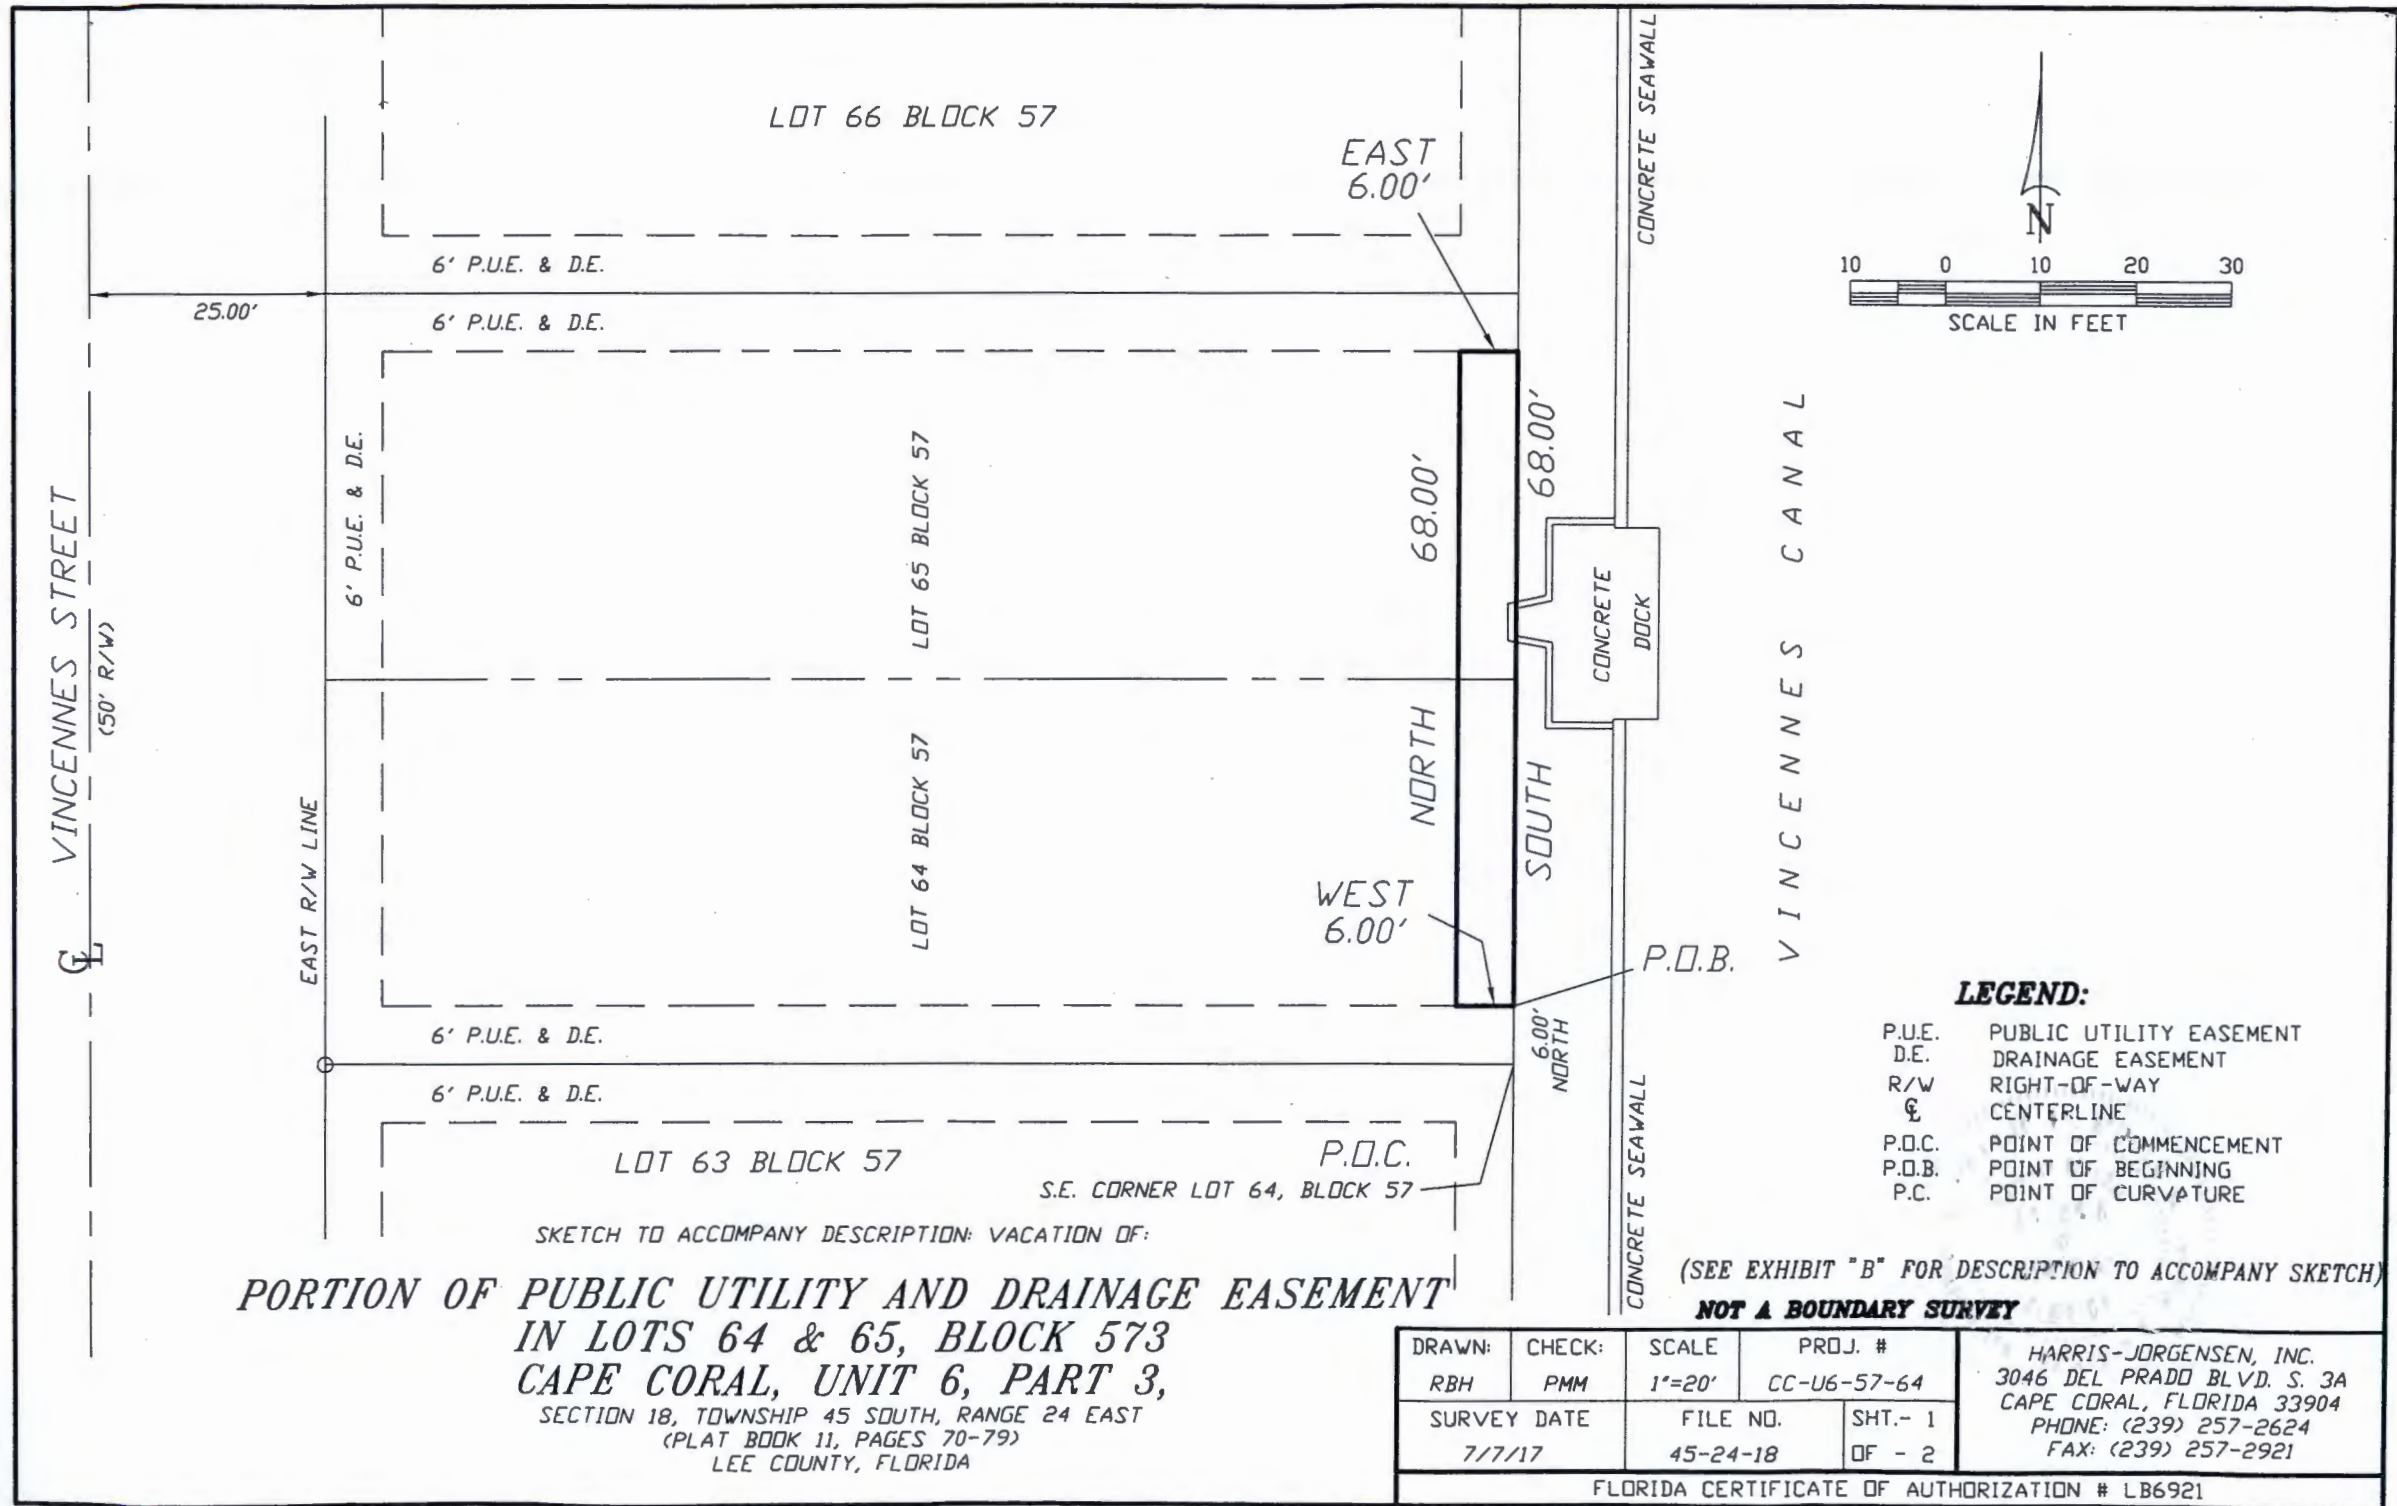 LOT 66 BLOCK 57
EAST
6.00'
CONCRETE SEAWALL
N
10 0 10 20 30
SCALE IN FEET
6' P.U.E. & D.E.
25.00'
6' P.U.E. & D.E.
VINCENNES STREET
(50' R/W)
6' P.U.E. & D.E.
EAST R/W LINE
LOT 65 BLOCK 57
LOT 64 BLOCK 57
68.00'
NORTH
68.00'
SOUTH
CONCRETE
DOCK
VINCENNES CANAL
WEST
6.00'
P.O.B.
CL
6' P.U.E. & D.E.
6.00'
NORTH
6' P.U.E. & D.E.
LOT 63 BLOCK 57
P.O.C.
S.E. CORNER LOT 64, BLOCK 57
CONCRETE SEAWALL
LEGEND:
P.U.E. PUBLIC UTILITY EASEMENT
D.E. DRAINAGE EASEMENT
R/W RIGHT-OF-WAY
CL CENTERLINE
P.O.C. POINT OF COMMENCEMENT
P.O.B. POINT OF BEGINNING
P.C. POINT OF CURVATURE
SKETCH TO ACCOMPANY DESCRIPTION: VACATION OF:
PORTION OF PUBLIC UTILITY AND DRAINAGE EASEMENT
IN LOTS 64 & 65, BLOCK 573
CAPE CORAL, UNIT 6, PART 3,
SECTION 18, TOWNSHIP 45 SOUTH, RANGE 24 EAST
(PLAT BOOK 11, PAGES 70-79)
LEE COUNTY, FLORIDA
(SEE EXHIBIT "B" FOR DESCRIPTION TO ACCOMPANY SKETCH)
NOT A BOUNDARY SURVEY
DRAWN: CHECK: SCALE PROJ. #
RBH PMM 1"=20' CC-U6-57-64
SURVEY DATE FILE NO. SHT.- 1
7/7/17 45-24-18 OF - 2
HARRIS-JORGENSEN, INC.
3046 DEL PRADO BLVD. S. 3A
CAPE CORAL, FLORIDA 33904
PHONE: (239) 257-2624
FAX: (239) 257-2921
FLORIDA CERTIFICATE OF AUTHORIZATION # LB6921